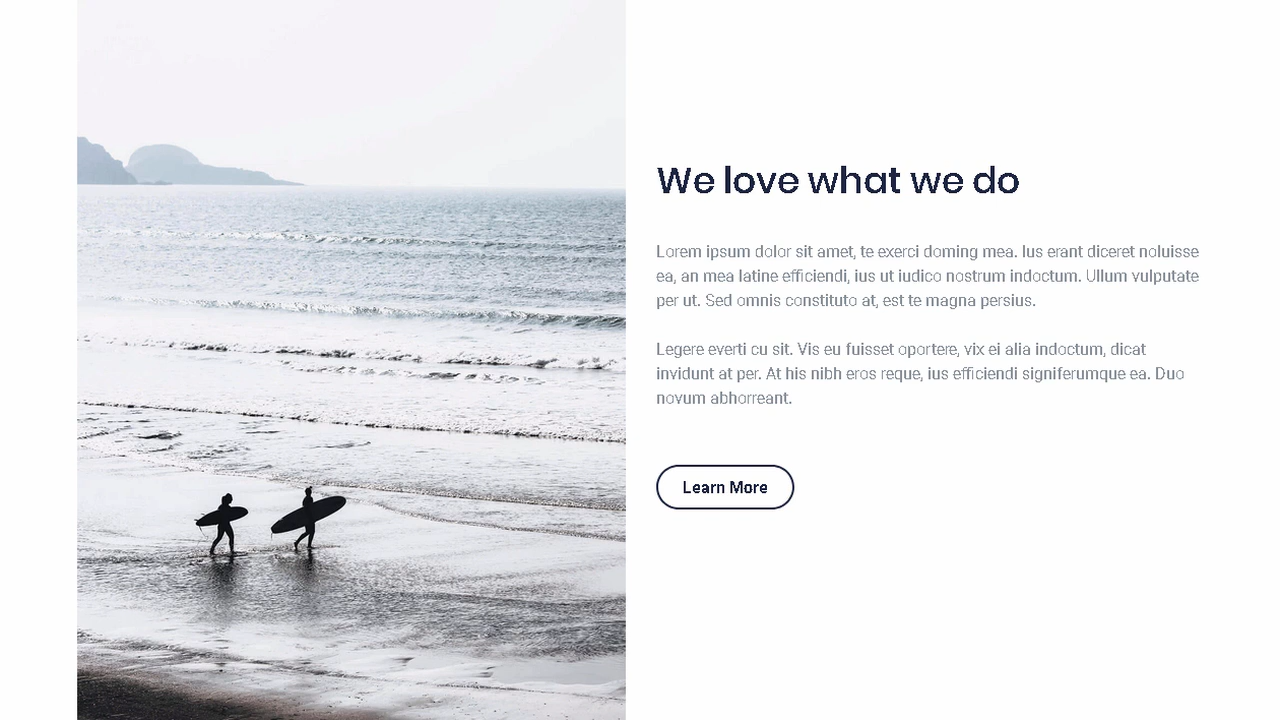 We love what we do
Lorem ipsum dolor sit amet, te exerci doming mea. Ius erant diceret noluisse
ea, an mea latine efficiendi, ius ut iudico nostrum indoctum. Ullum vulputate
per ut. Sed omnis constituto at, est te magna persius.
Legere everti cu sit. Vis eu fuisset oportere, vix ei alia indoctum, dicat
invidunt at per. At his nibh eros reque, ius efficiendi signiferumque ea. Duo
novum abhorreant.
Learn More